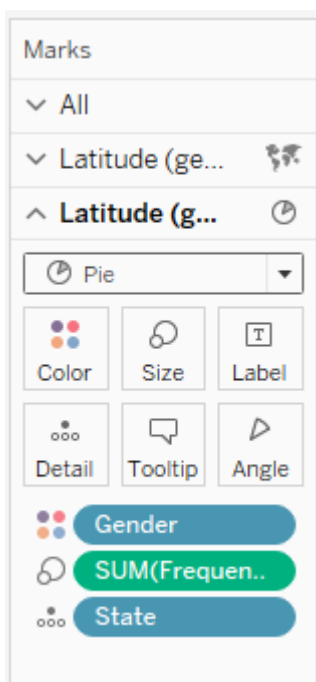 Marks
All
Latitude (ge...
Latitude (g...
Pie
Color Size Label
Detail Tooltip Angle
Gender
SUM(Frequen..
State